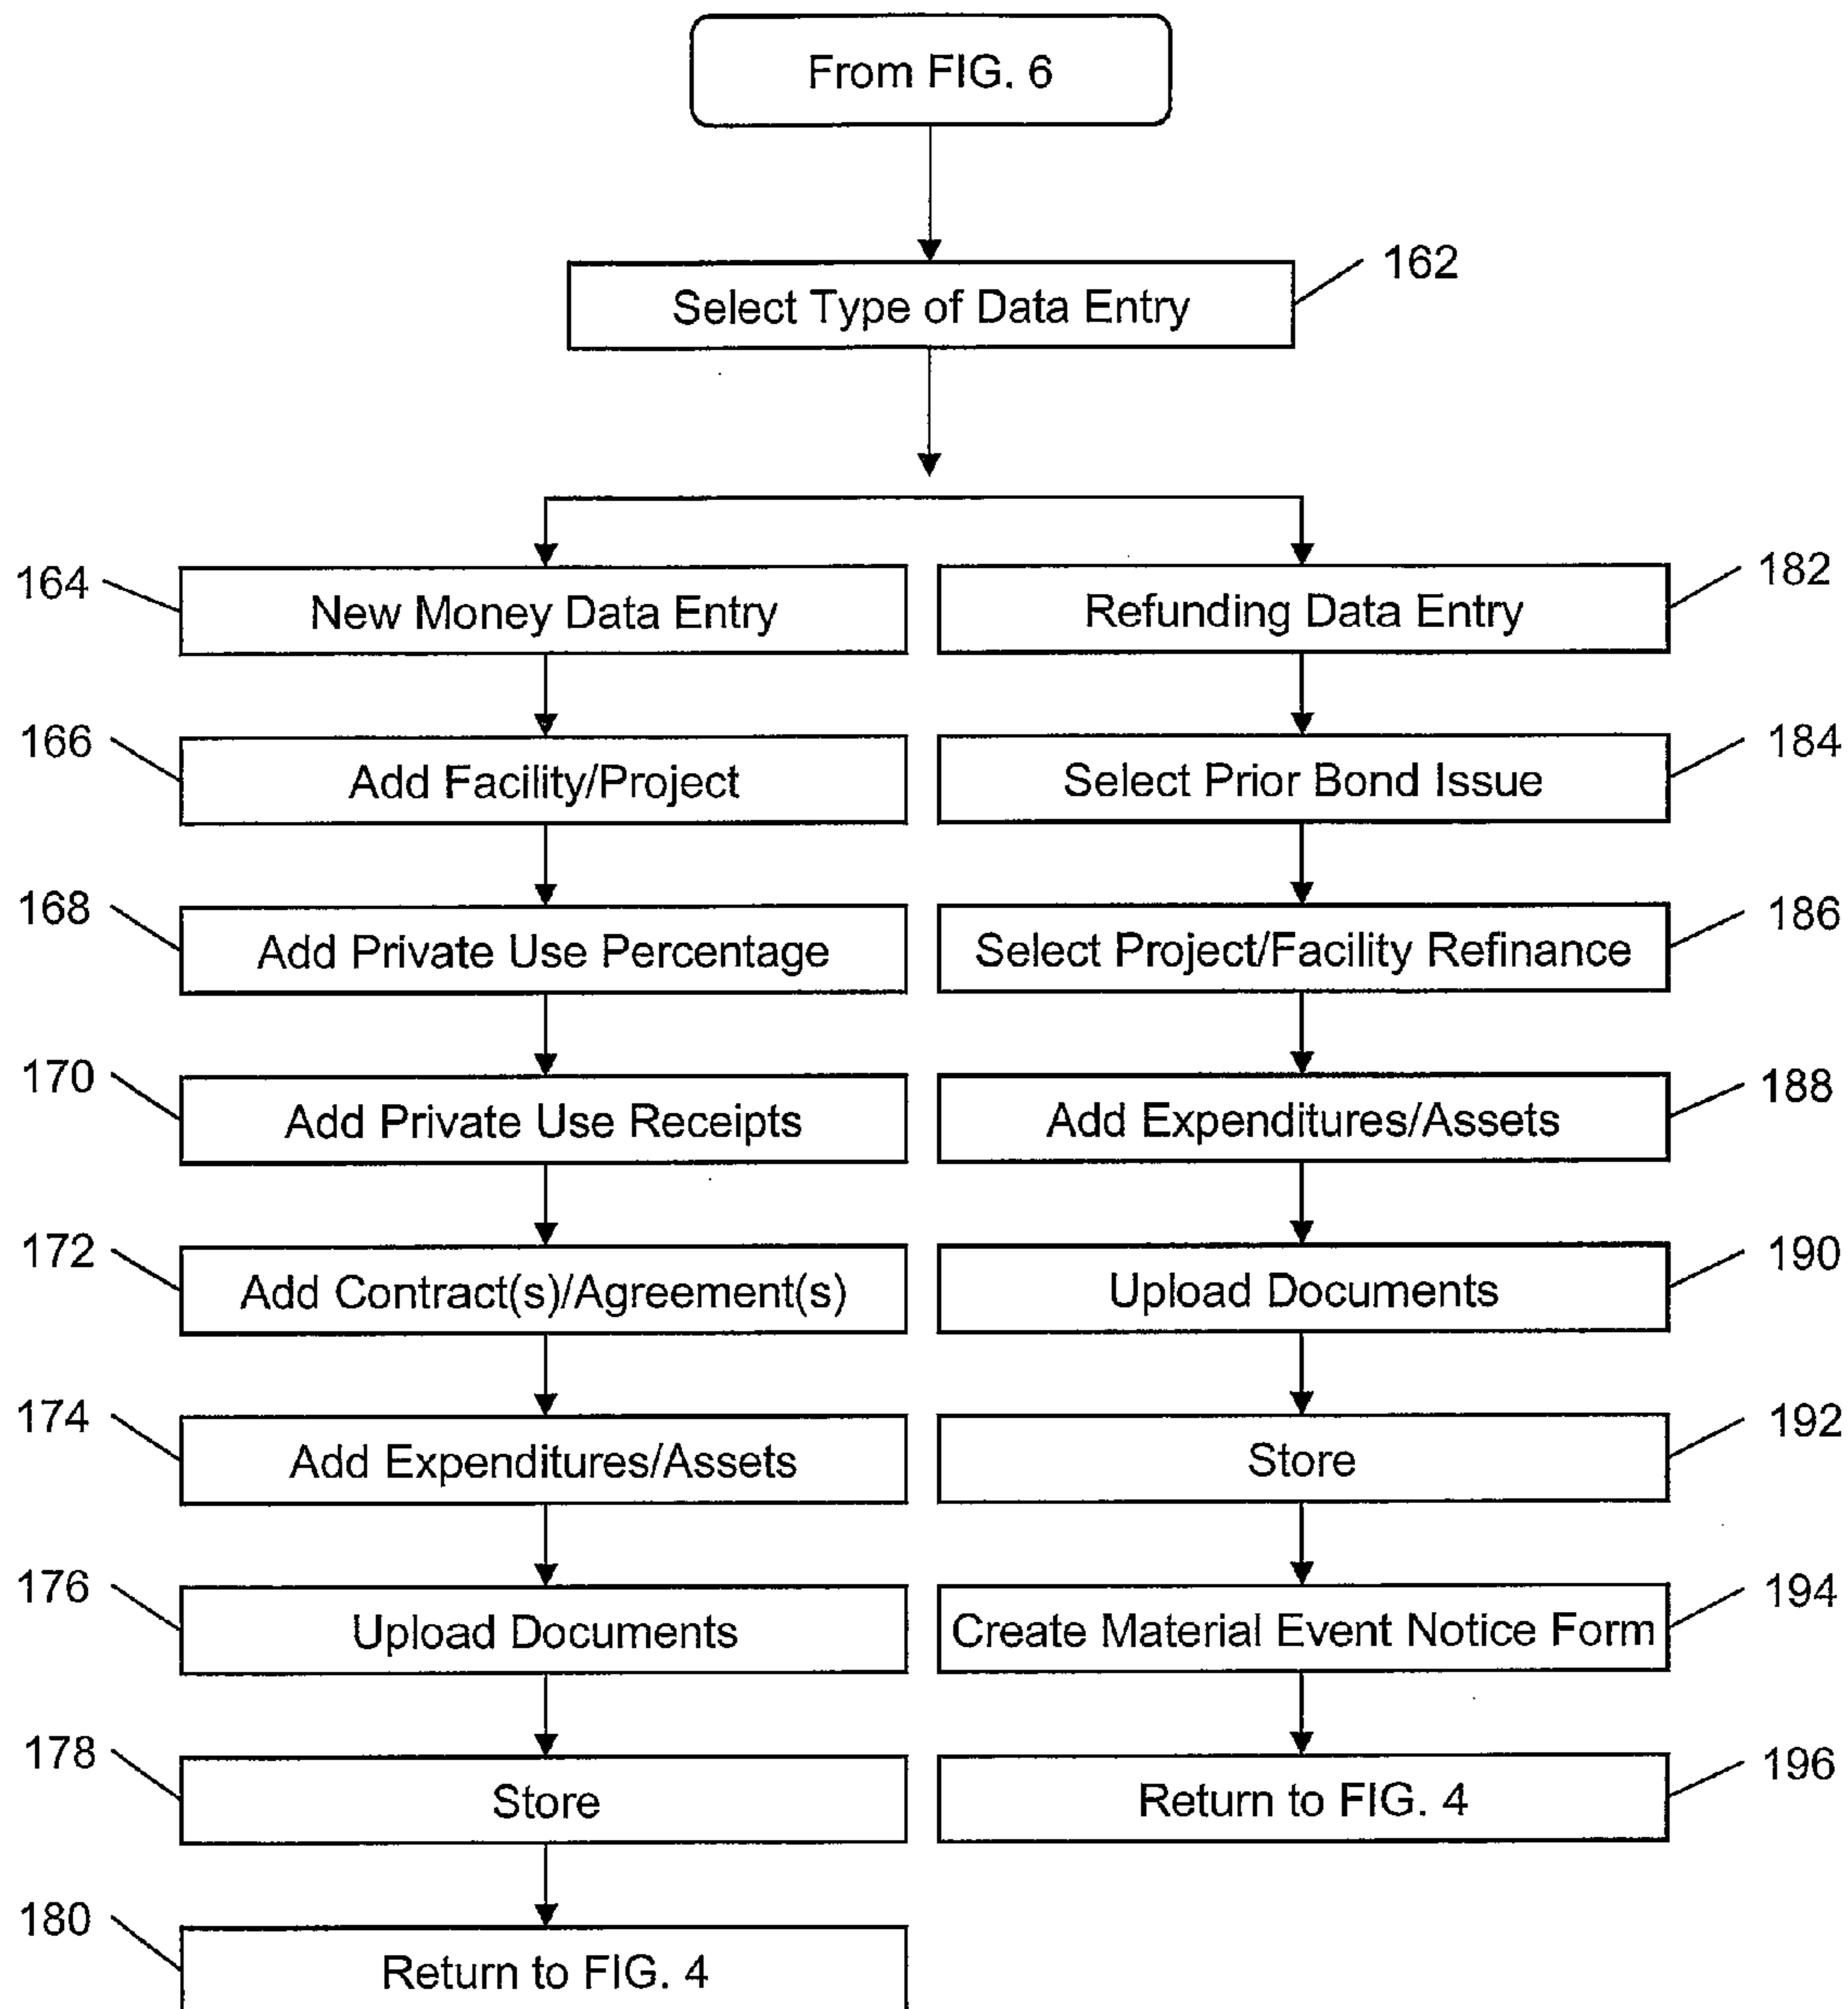 From FIG. 6
162
Select Type of Data Entry
164
New Money Data Entry
Refunding Data Entry
182
166
Add Facility/Project
Select Prior Bond Issue
184
168
Add Private Use Percentage
Select Project/Facility Refinance
186
170
Add Private Use Receipts
Add Expenditures/Assets
188
172
Add Contract(s)/Agreement(s)
Upload Documents
190
174
Add Expenditures/Assets
Store
192
176
Upload Documents
Create Material Event Notice Form
194
178
Store
Return to FIG. 4
196
180
Return to FIG. 4